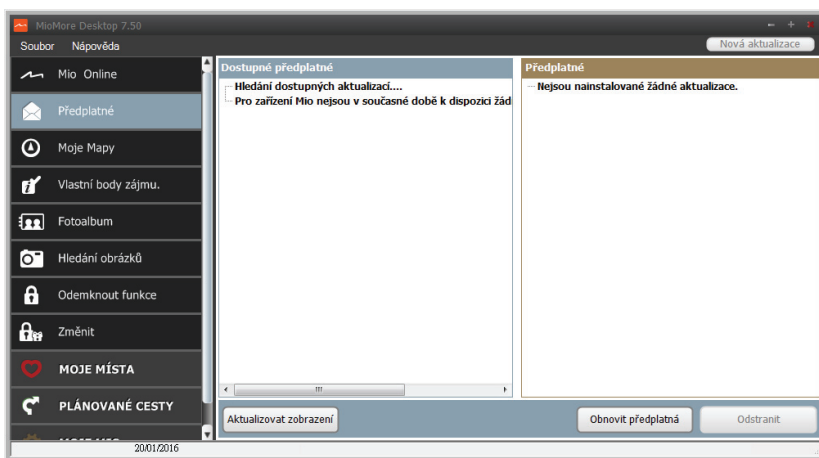 MioMore Desktop 7.50
Soubor Nápověda
Nová aktualizace
Mio Online
Předplatné
Moje Mapy
Vlastní body zájmu.
Fotoalbum
Hledání obrázků
Odemknout funkce
Změnit
MOJE MÍSTA
PLÁNOVANÉ CESTY
Dostupné předplatné
Hledání dostupných aktualizací....
Pro zařízení Mio nejsou v současné době k dispozici žád
Předplatné
Nejsou nainstalované žádné aktualizace.
Aktualizovat zobrazení
Obnovit předplatná
Odstranit
20/01/2016